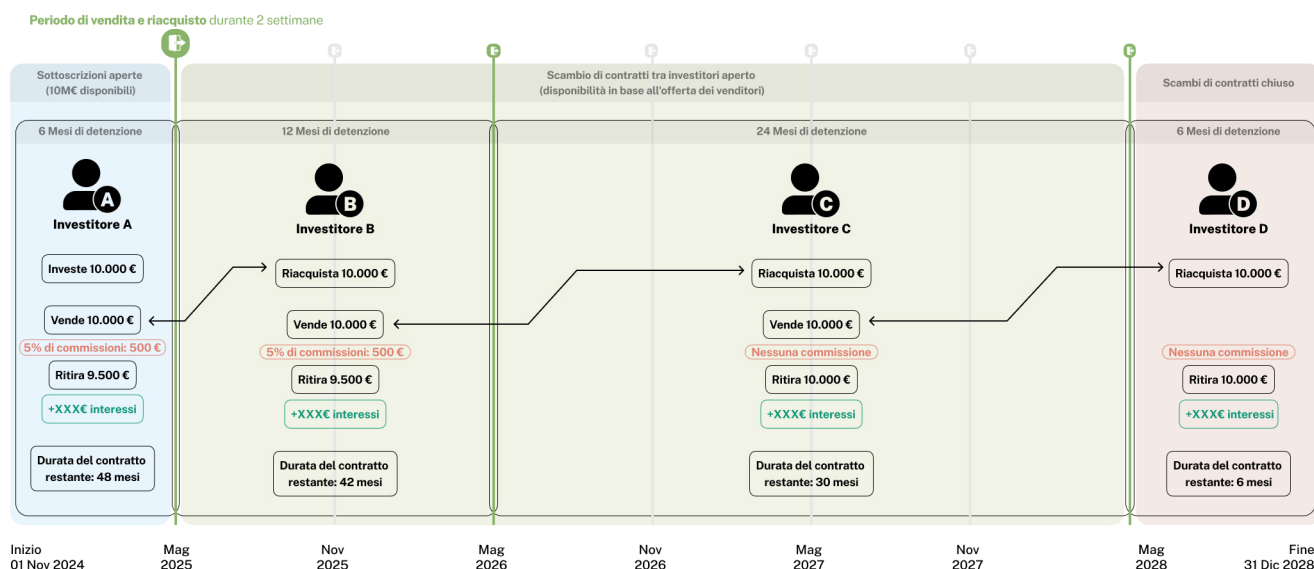 Periodo di vendita e riacquisto durante 2 settimane
Sottoscrizioni aperte
(10M€ disponibili)
Scambio di contratti tra investitori aperto
(disponibilità in base all'offerta dei venditori)
Scambi di contratti chiuso
6 Mesi di detenzione
12 Mesi di detenzione
24 Mesi di detenzione
6 Mesi di detenzione
A
Investitore A
Investe 10.000 €
Vende 10.000 €
5% di commissioni: 500 €
Ritira 9.500 €
+XXX€ interessi
Durata del contratto
restante: 48 mesi
B
Investitore B
Riacquista 10.000 €
Vende 10.000 €
5% di commissioni: 500 €
Ritira 9.500 €
+XXX€ interessi
Durata del contratto
restante: 42 mesi
C
Investitore C
Riacquista 10.000 €
Vende 10.000 €
Nessuna commissione
Ritira 10.000 €
+XXX€ interessi
Durata del contratto
restante: 30 mesi
D
Investitore D
Riacquista 10.000 €
Nessuna commissione
Ritira 10.000 €
+XXX€ interessi
Durata del contratto
restante: 6 mesi
Inizio
01 Nov 2024
Mag
2025
Nov
2025
Mag
2026
Nov
2026
Mag
2027
Nov
2027
Mag
2028
Fine
31 Dic 2028